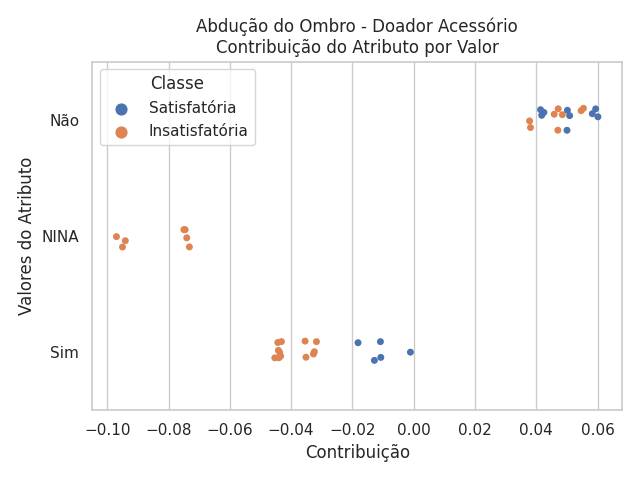 Abdução do Ombro - Doador Acessório
Contribuição do Atributo por Valor
Classe
Satisfatória
Insatisfatória
Valores do Atributo
Não
NINA
Sim
−0.10 −0.08 −0.06 −0.04 −0.02 0.00 0.02 0.04 0.06
Contribuição